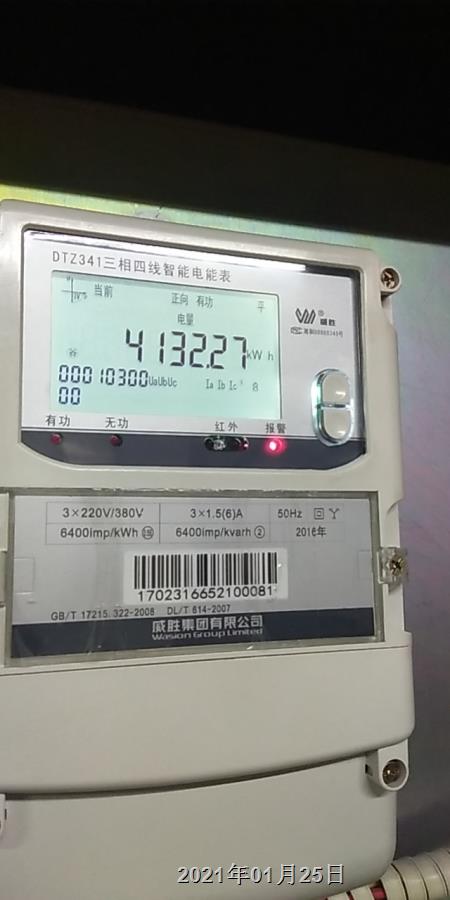 DTZ341三相四线智能电能表
当前
正向 有功 平
电量
4132.27 kWh
谷
00010300 UaUbUc Ia Ib Ic
00
威胜
有功 无功 红外 报警
3×220V/380V 3×1.5(6)A 50Hz
6400imp/kWh 6400imp/kvarh ② 2016年
1702316652100081
GB/T 17215.322-2008 DL/T 614-2007
威胜集团有限公司
Wasion Group Limited
2021年01月25日